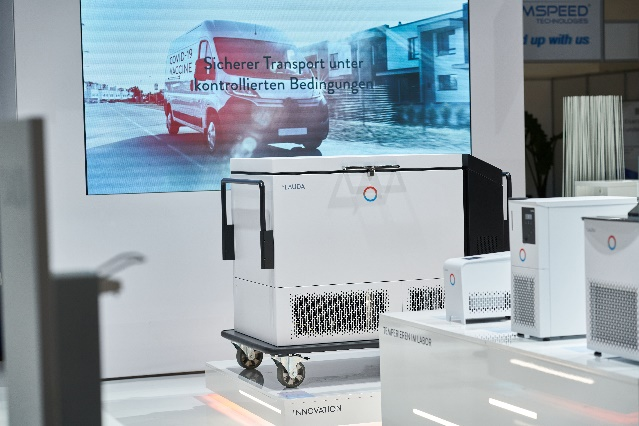 MSPEED
TECHNOLOGIES
d up with us
COVID-19
VACCINE
Sicherer Transport unter
kontrollierten Bedingungen
°LAUDA
TEMPERIEREN IM LABOR
°INNOVATION